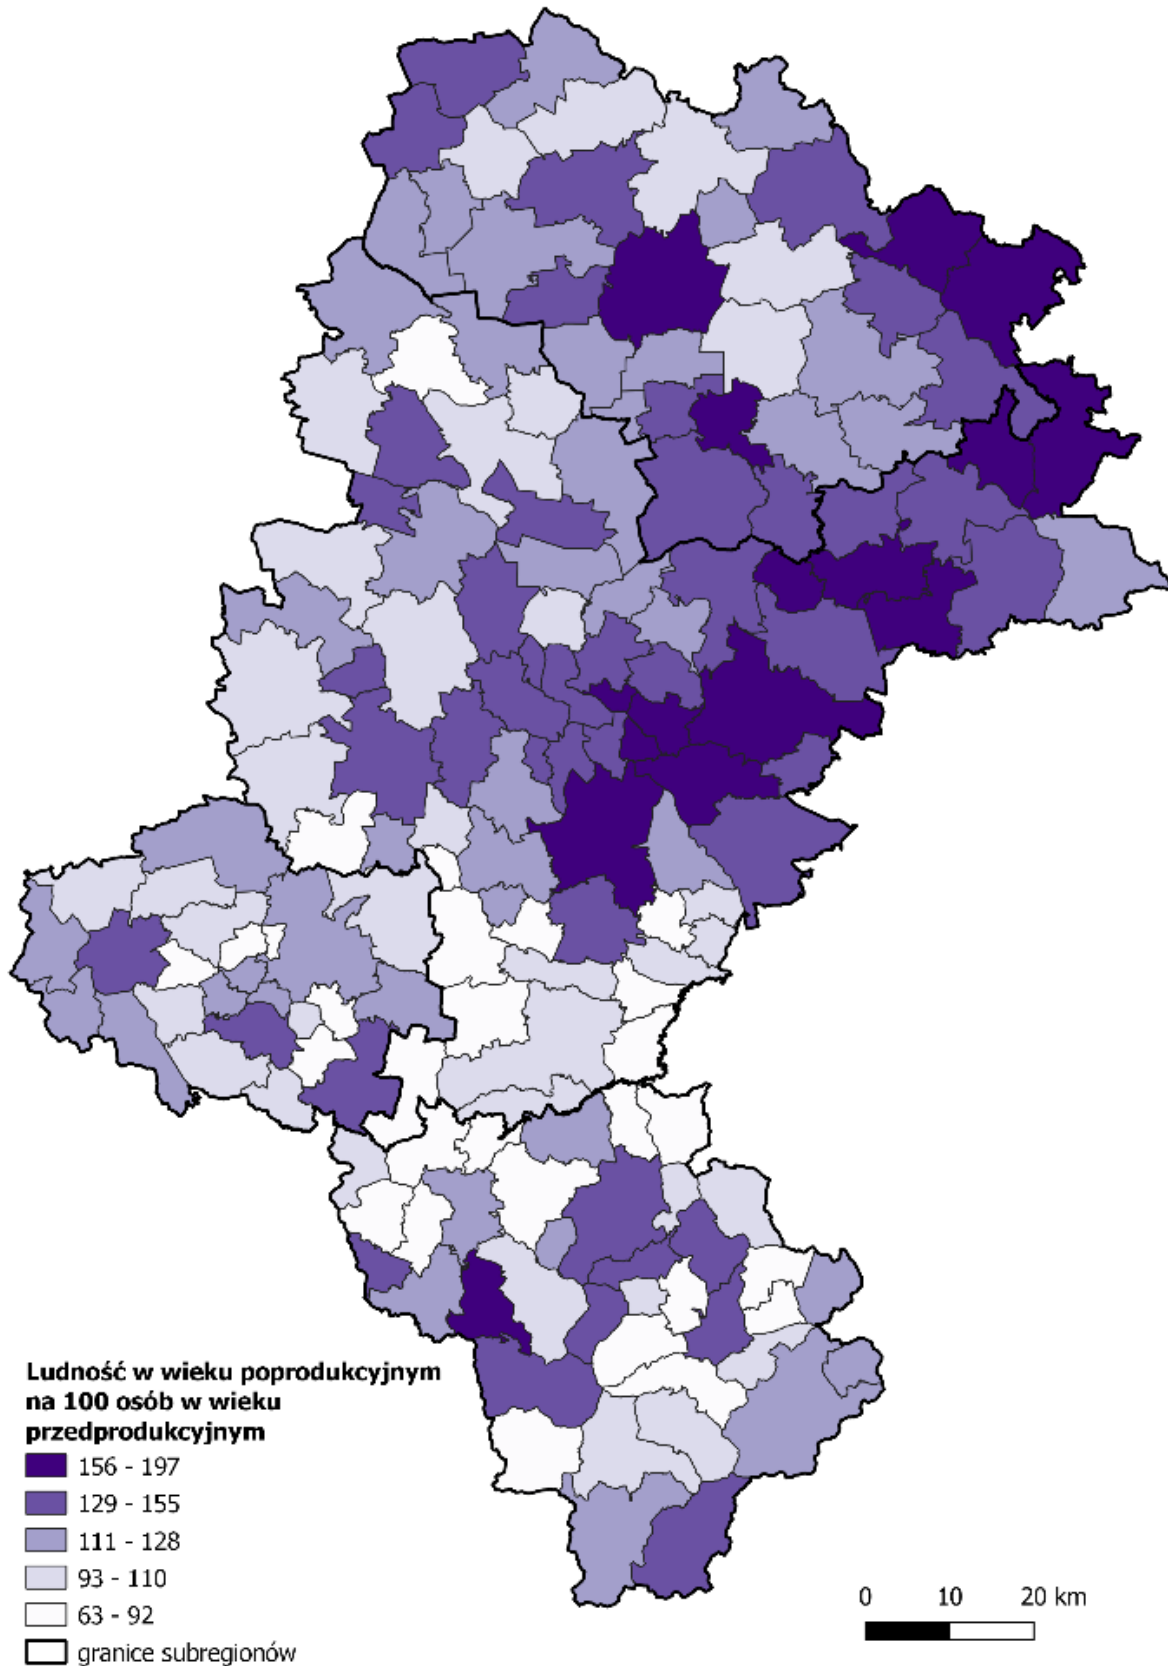 Ludność w wieku poprodukcyjnym
na 100 osób w wieku
przedprodukcyjnym
156 - 197
129 - 155
111 - 128
93 - 110
63 - 92
granice subregionów
0 10 20 km